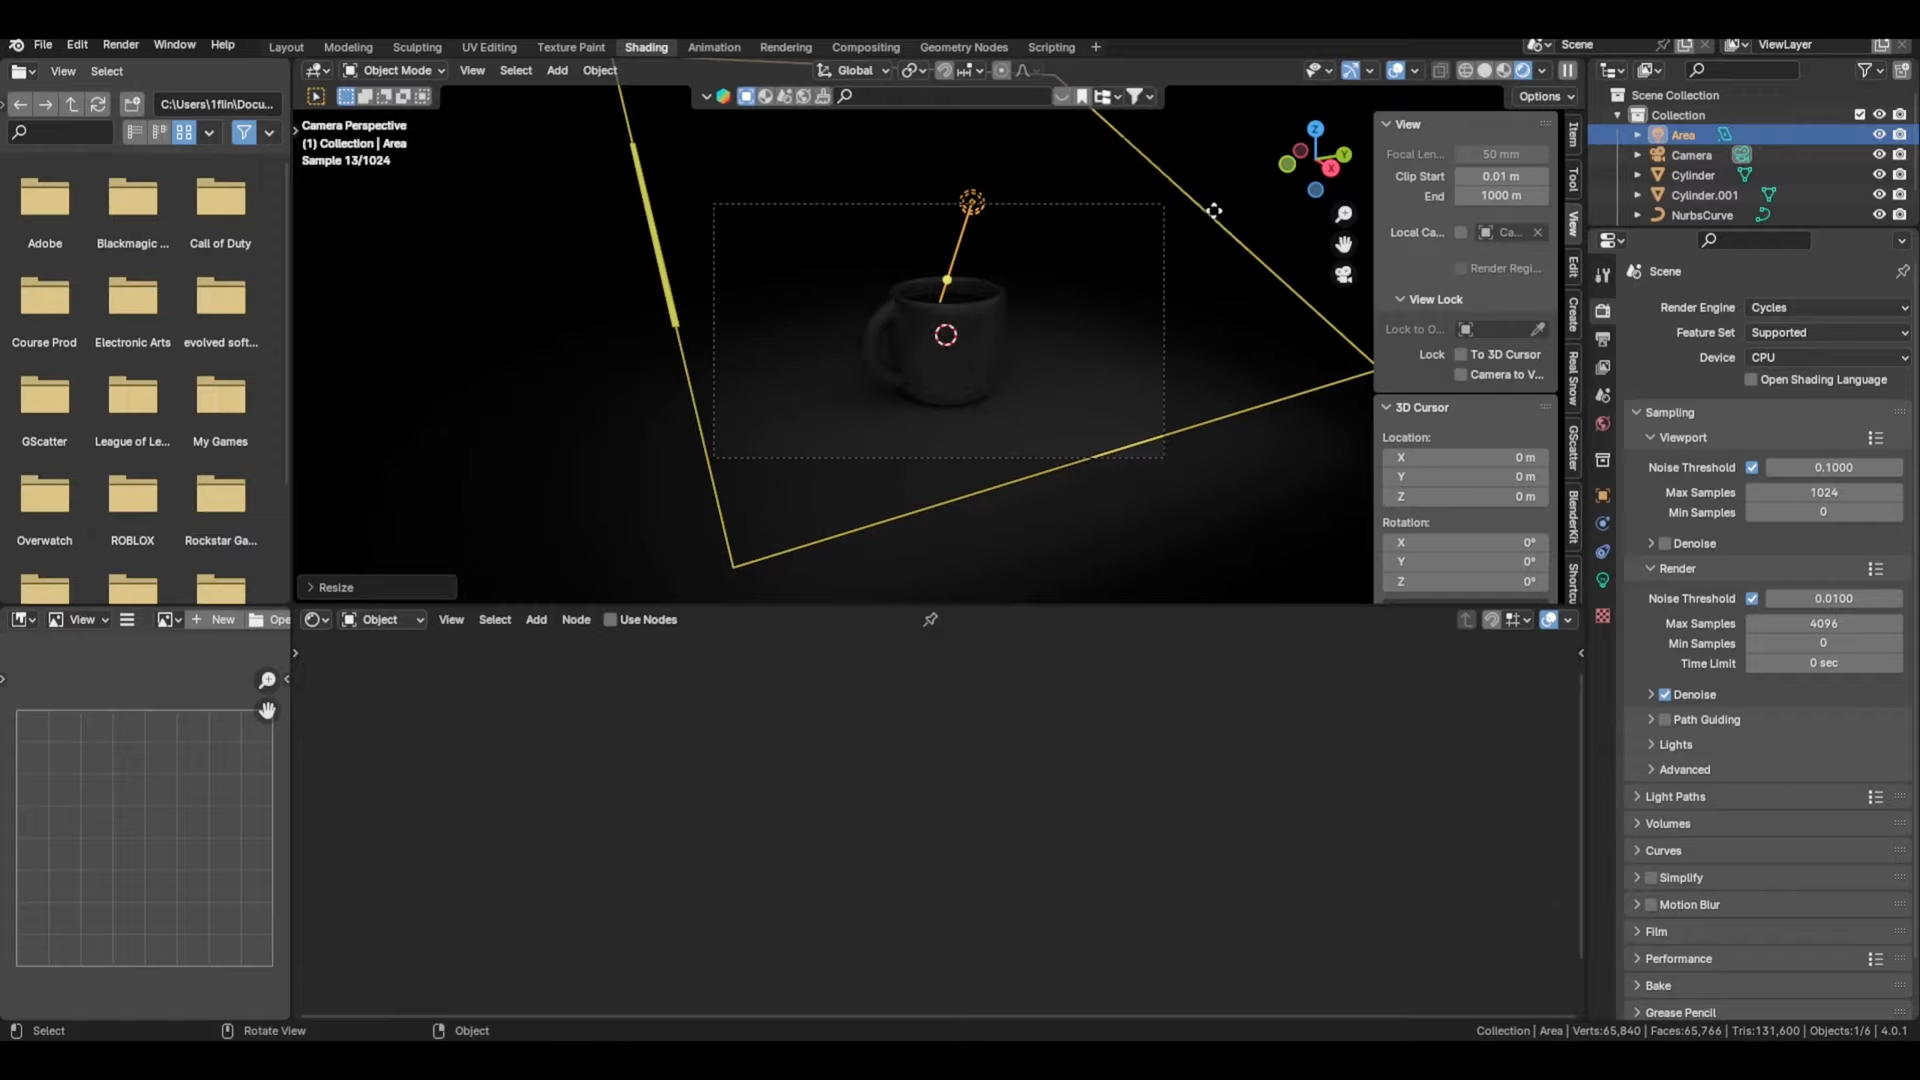 File Edit Render Window Help
Layout Modeling Sculpting UV Editing Texture Paint Shading Animation Rendering Compositing Geometry Nodes Scripting +
Scene
ViewLayer
View Select
Object Mode View Select Add Object
Global
C:\Users\1flin\Docu...
Options
Camera Perspective
(1) Collection | Area
Sample 13/1024
Adobe
Blackmagic ...
Call of Duty
Course Prod
Electronic Arts
evolved soft...
GScatter
League of Le...
My Games
Overwatch
ROBLOX
Rockstar Ga...
Z
Y
X
View
Focal Len... 50 mm
Clip Start 0.01 m
End 1000 m
Local Ca... Ca...
Render Regi...
View Lock
Lock to O...
Lock To 3D Cursor
Camera to V...
3D Cursor
Location:
X 0 m
Y 0 m
Z 0 m
Rotation:
X 0°
Y 0°
Z 0°
Item
Tool
View
Edit
Create
Real Snow
GScatter
BlenderKit
Shortcu
Resize
Scene Collection
Collection
Area
Camera
Cylinder
Cylinder.001
NurbsCurve
Scene
Render Engine Cycles
Feature Set Supported
Device CPU
Open Shading Language
Sampling
Viewport
Noise Threshold 0.1000
Max Samples 1024
Min Samples 0
Denoise
Render
Noise Threshold 0.0100
Max Samples 4096
Min Samples 0
Time Limit 0 sec
Denoise
Path Guiding
Lights
Advanced
Light Paths
Volumes
Curves
Simplify
Motion Blur
Film
Performance
Bake
Grease Pencil
View
New
Ope
Object View Select Add Node Use Nodes
Select
Rotate View
Object
Collection | Area | Verts:65,840 | Faces:65,766 | Tris:131,600 | Objects:1/6 | 4.0.1